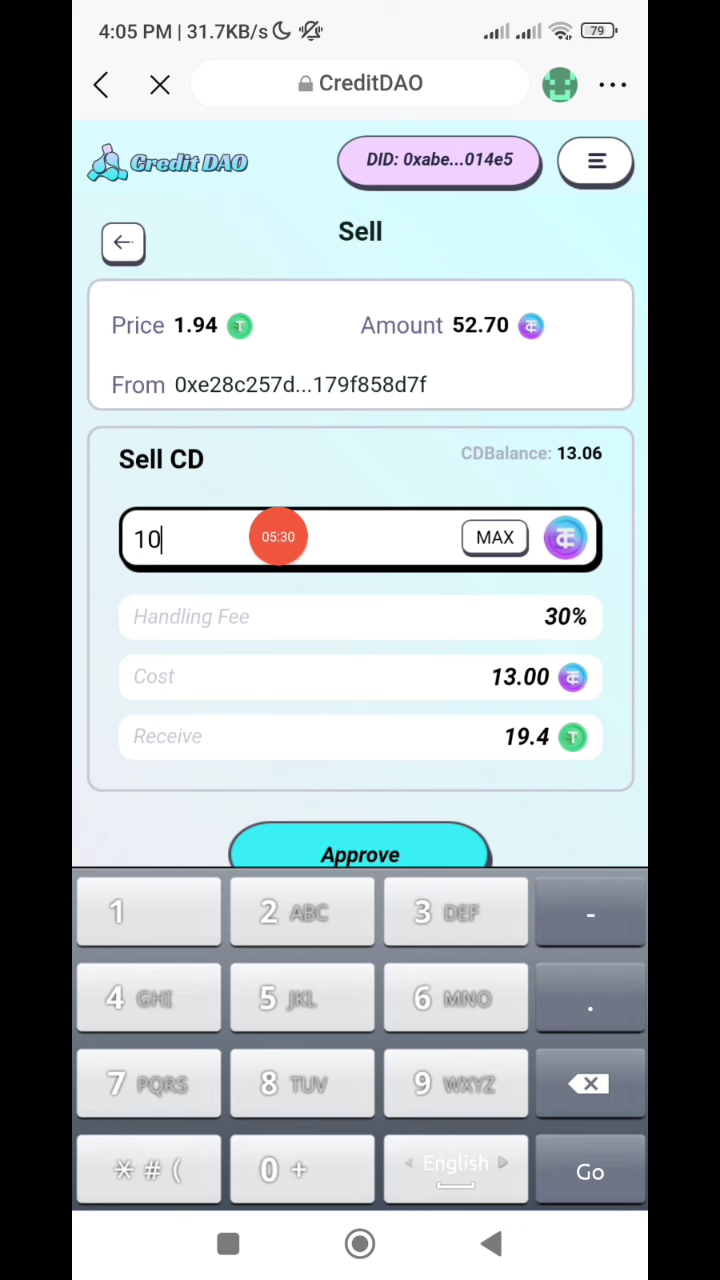 4:05 PM | 31.7KB/s 79
CreditDAO
Credit DAO DID: 0xabe...014e5
Sell
Price 1.94 Amount 52.70
From 0xe28c257d...179f858d7f
Sell CD CDBalance: 13.06
10 05:30 MAX
Handling Fee 30%
Cost 13.00
Receive 19.4
Approve
1 2 ABC 3 DEF -
4 GHI 5 JKL 6 MNO .
7 PQRS 8 TUV 9 WXYZ
* # ( 0 + English Go